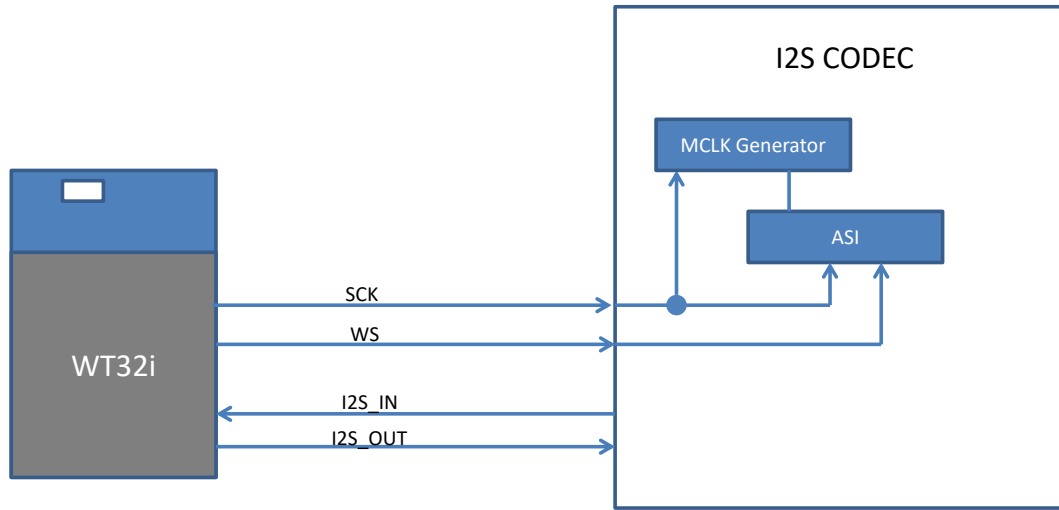 I2S CODEC
MCLK Generator
ASI
SCK
WS
WT32i
I2S_IN
I2S_OUT